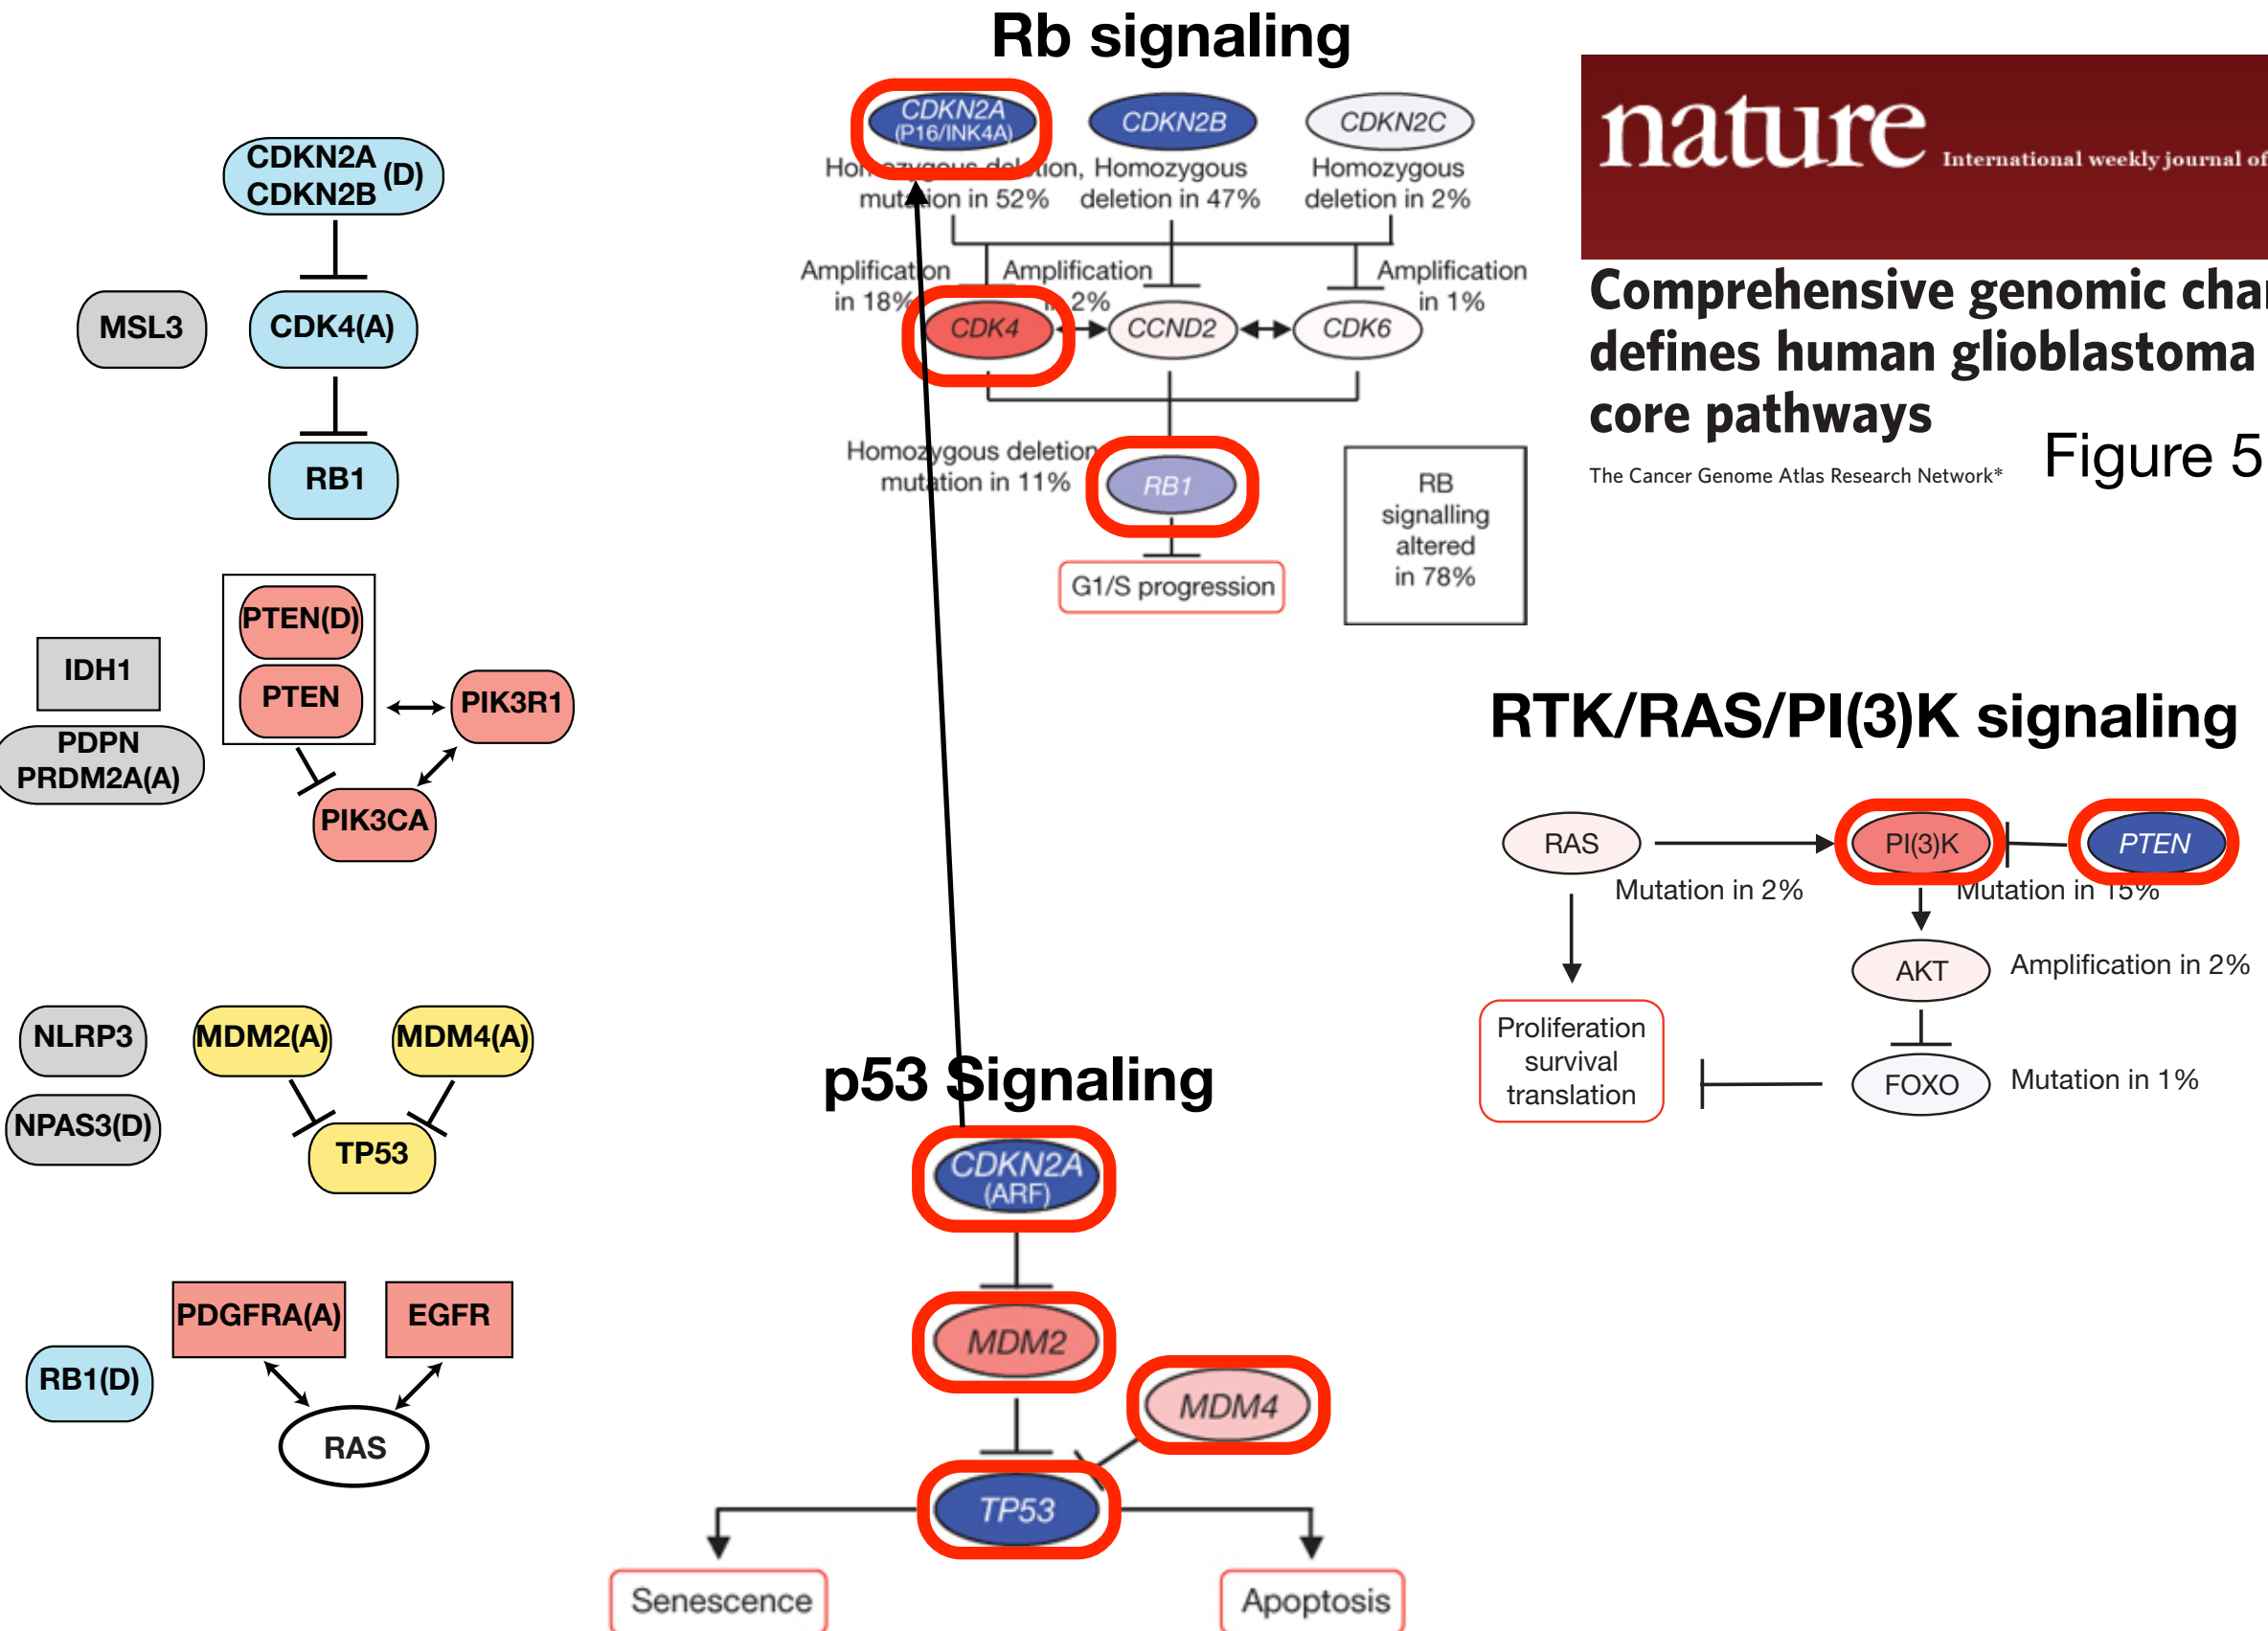 Rb signaling
CDKN2A
(P16/INK4A)
CDKN2B
CDKN2C
Homozygous deletion,
mutation in 52%
Homozygous
deletion in 47%
Homozygous
deletion in 2%
Amplification
in 18%
Amplification
in 2%
Amplification
in 1%
CDK4
CCND2
CDK6
Homozygous deletion
mutation in 11%
RB1
G1/S progression
RB
signalling
altered
in 78%
nature
International weekly journal of
Comprehensive genomic char
defines human glioblastoma
core pathways
The Cancer Genome Atlas Research Network*
Figure 5
CDKN2A
CDKN2B
(D)
MSL3
CDK4(A)
RB1
IDH1
PDPN
PRDM2A(A)
PTEN(D)
PTEN
PIK3R1
PIK3CA
NLRP3
NPAS3(D)
MDM2(A)
MDM4(A)
TP53
RB1(D)
PDGFRA(A)
EGFR
RAS
p53 Signaling
CDKN2A
(ARF)
MDM2
MDM4
TP53
Senescence
Apoptosis
RTK/RAS/PI(3)K signaling
RAS
PI(3)K
PTEN
Mutation in 2%
Mutation in 15%
AKT
Amplification in 2%
FOXO
Mutation in 1%
Proliferation
survival
translation